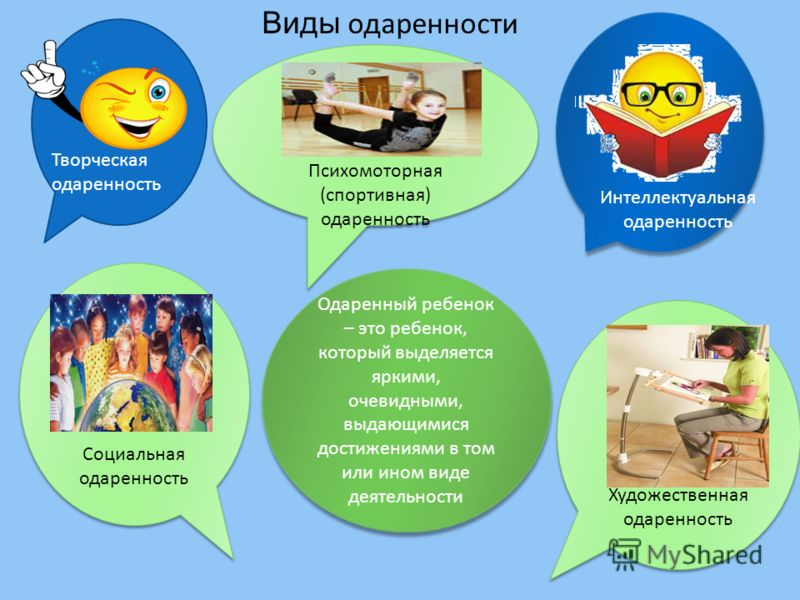 Виды одаренности
Творческая
одаренность
Психомоторная
(спортивная)
одаренность
Интеллектуальная
одаренность
Социальная
одаренность
Одаренный ребенок
– это ребенок,
который выделяется
яркими,
очевидными,
выдающимися
достижениями в том
или ином виде
деятельности
Художественная
одаренность
MyShared